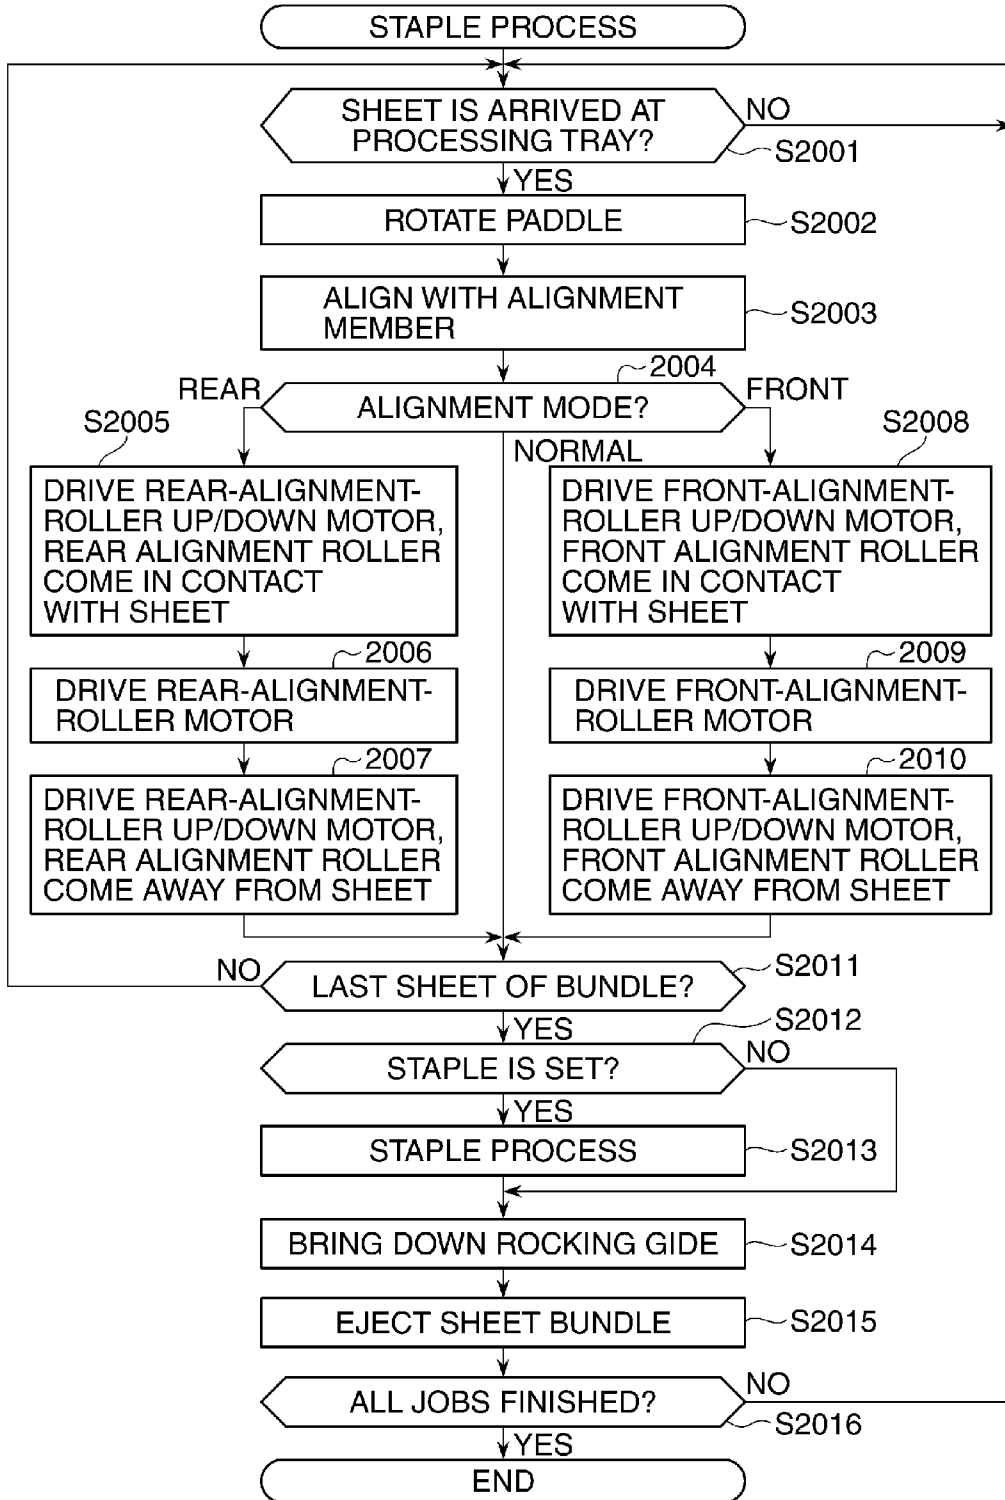 STAPLE PROCESS
SHEET IS ARRIVED AT
PROCESSING TRAY?
NO
S2001
YES
ROTATE PADDLE
S2002
ALIGN WITH ALIGNMENT
MEMBER
S2003
2004
REAR
ALIGNMENT MODE?
FRONT
NORMAL
S2005
DRIVE REAR-ALIGNMENT-
ROLLER UP/DOWN MOTOR,
REAR ALIGNMENT ROLLER
COME IN CONTACT
WITH SHEET
S2008
DRIVE FRONT-ALIGNMENT-
ROLLER UP/DOWN MOTOR,
FRONT ALIGNMENT ROLLER
COME IN CONTACT
WITH SHEET
2006
DRIVE REAR-ALIGNMENT-
ROLLER MOTOR
2009
DRIVE FRONT-ALIGNMENT-
ROLLER MOTOR
2007
DRIVE REAR-ALIGNMENT-
ROLLER UP/DOWN MOTOR,
REAR ALIGNMENT ROLLER
COME AWAY FROM SHEET
2010
DRIVE FRONT-ALIGNMENT-
ROLLER UP/DOWN MOTOR,
FRONT ALIGNMENT ROLLER
COME AWAY FROM SHEET
NO
LAST SHEET OF BUNDLE?
S2011
YES
S2012
STAPLE IS SET?
NO
YES
STAPLE PROCESS
S2013
BRING DOWN ROCKING GIDE
S2014
EJECT SHEET BUNDLE
S2015
ALL JOBS FINISHED?
NO
S2016
YES
END